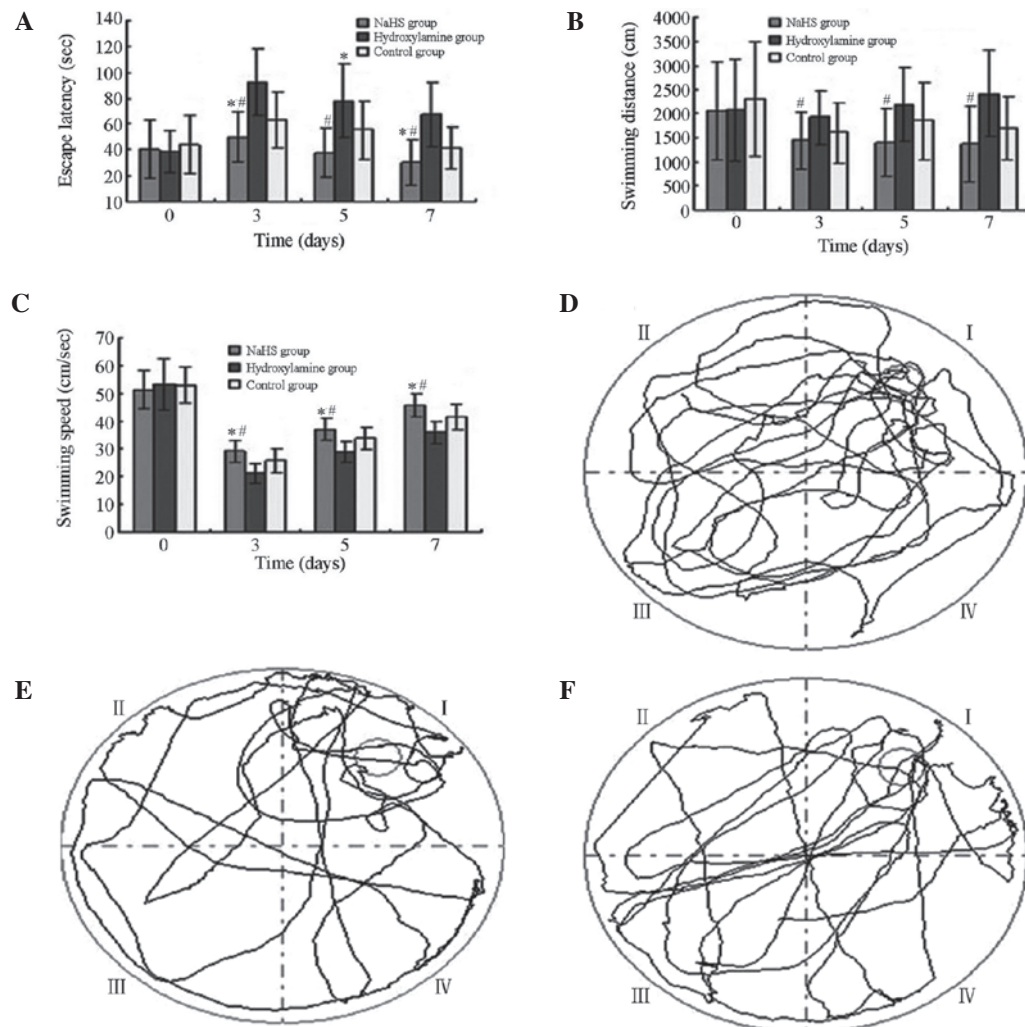 A
Escape latency (sec)
140
120
100
80
60
40
20
10
NaHS group
Hydroxylamine group
Control group
* #
#
*
* #
0 3 5 7
Time (days)
B
Swimming distance (cm)
4000
3500
3000
2500
2000
1500
1000
500
0
NaHS group
Hydroxylamine group
Control group
#
#
#
0 3 5 7
Time (days)
C
Swimming speed (cm/sec)
70
60
50
40
30
20
10
0
NaHS group
Hydroxylamine group
Control group
* #
* #
* #
0 3 5 7
Time (days)
D
II I
III IV
E
II I
III IV
F
II I
III IV